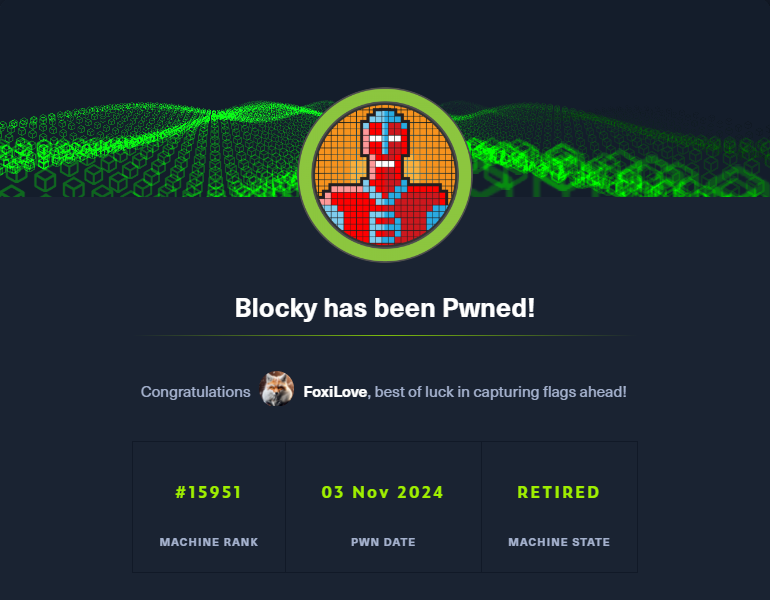 Blocky has been Pwned!
Congratulations FoxiLove, best of luck in capturing flags ahead!
#15951 03 Nov 2024 RETIRED
MACHINE RANK PWN DATE MACHINE STATE